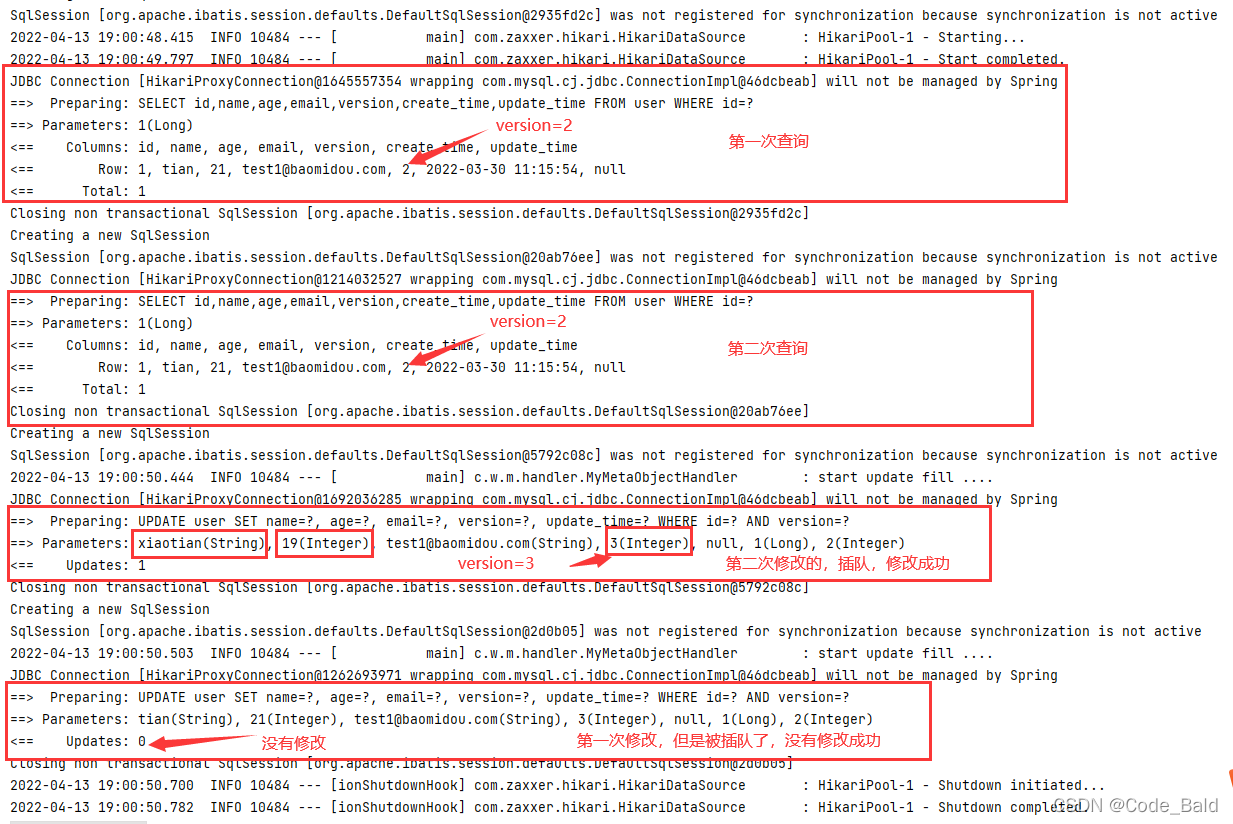 SqlSession [org.apache.ibatis.session.defaults.DefaultSqlSession@2935fd2c] was not registered for synchronization because synchronization is not active
2022-04-13 19:00:48.415  INFO 10484 --- [           main] com.zaxxer.hikari.HikariDataSource       : HikariPool-1 - Starting...
2022-04-13 19:00:49.797  INFO 10484 --- [           main] com.zaxxer.hikari.HikariDataSource       : HikariPool-1 - Start completed.
JDBC Connection [HikariProxyConnection@1645557354 wrapping com.mysql.cj.jdbc.ConnectionImpl@46dcbeab] will not be managed by Spring
==>  Preparing: SELECT id,name,age,email,version,create_time,update_time FROM user WHERE id=?
==> Parameters: 1(Long)
version=2
第一次查询
<==    Columns: id, name, age, email, version, create_time, update_time
<==        Row: 1, tian, 21, test1@baomidou.com, 2, 2022-03-30 11:15:54, null
<==      Total: 1
Closing non transactional SqlSession [org.apache.ibatis.session.defaults.DefaultSqlSession@2935fd2c]
Creating a new SqlSession
SqlSession [org.apache.ibatis.session.defaults.DefaultSqlSession@20ab76ee] was not registered for synchronization because synchronization is not active
JDBC Connection [HikariProxyConnection@1214032527 wrapping com.mysql.cj.jdbc.ConnectionImpl@46dcbeab] will not be managed by Spring
==>  Preparing: SELECT id,name,age,email,version,create_time,update_time FROM user WHERE id=?
==> Parameters: 1(Long)
version=2
第二次查询
<==    Columns: id, name, age, email, version, create_time, update_time
<==        Row: 1, tian, 21, test1@baomidou.com, 2, 2022-03-30 11:15:54, null
<==      Total: 1
Closing non transactional SqlSession [org.apache.ibatis.session.defaults.DefaultSqlSession@20ab76ee]
Creating a new SqlSession
SqlSession [org.apache.ibatis.session.defaults.DefaultSqlSession@5792c08c] was not registered for synchronization because synchronization is not active
2022-04-13 19:00:50.444  INFO 10484 --- [           main] c.w.m.handler.MyMetaObjectHandler        : start update fill ....
JDBC Connection [HikariProxyConnection@1692036285 wrapping com.mysql.cj.jdbc.ConnectionImpl@46dcbeab] will not be managed by Spring
==>  Preparing: UPDATE user SET name=?, age=?, email=?, version=?, update_time=? WHERE id=? AND version=?
==> Parameters: xiaotian(String), 19(Integer), test1@baomidou.com(String), 3(Integer), null, 1(Long), 2(Integer)
<==    Updates: 1
version=3
第二次修改的，插队，修改成功
Closing non transactional SqlSession [org.apache.ibatis.session.defaults.DefaultSqlSession@5792c08c]
Creating a new SqlSession
SqlSession [org.apache.ibatis.session.defaults.DefaultSqlSession@2d0b05] was not registered for synchronization because synchronization is not active
2022-04-13 19:00:50.503  INFO 10484 --- [           main] c.w.m.handler.MyMetaObjectHandler        : start update fill ....
JDBC Connection [HikariProxyConnection@1262693971 wrapping com.mysql.cj.jdbc.ConnectionImpl@46dcbeab] will not be managed by Spring
==>  Preparing: UPDATE user SET name=?, age=?, email=?, version=?, update_time=? WHERE id=? AND version=?
==> Parameters: tian(String), 21(Integer), test1@baomidou.com(String), 3(Integer), null, 1(Long), 2(Integer)
<==    Updates: 0
没有修改
第一次修改，但是被插队了，没有修改成功
Closing non transactional SqlSession [org.apache.ibatis.session.defaults.DefaultSqlSession@2d0b05]
2022-04-13 19:00:50.700  INFO 10484 --- [ionShutdownHook] com.zaxxer.hikari.HikariDataSource       : HikariPool-1 - Shutdown initiated...
2022-04-13 19:00:50.782  INFO 10484 --- [ionShutdownHook] com.zaxxer.hikari.HikariDataSource       : HikariPool-1 - Shutdown completed.
CSDN @Code_Bald